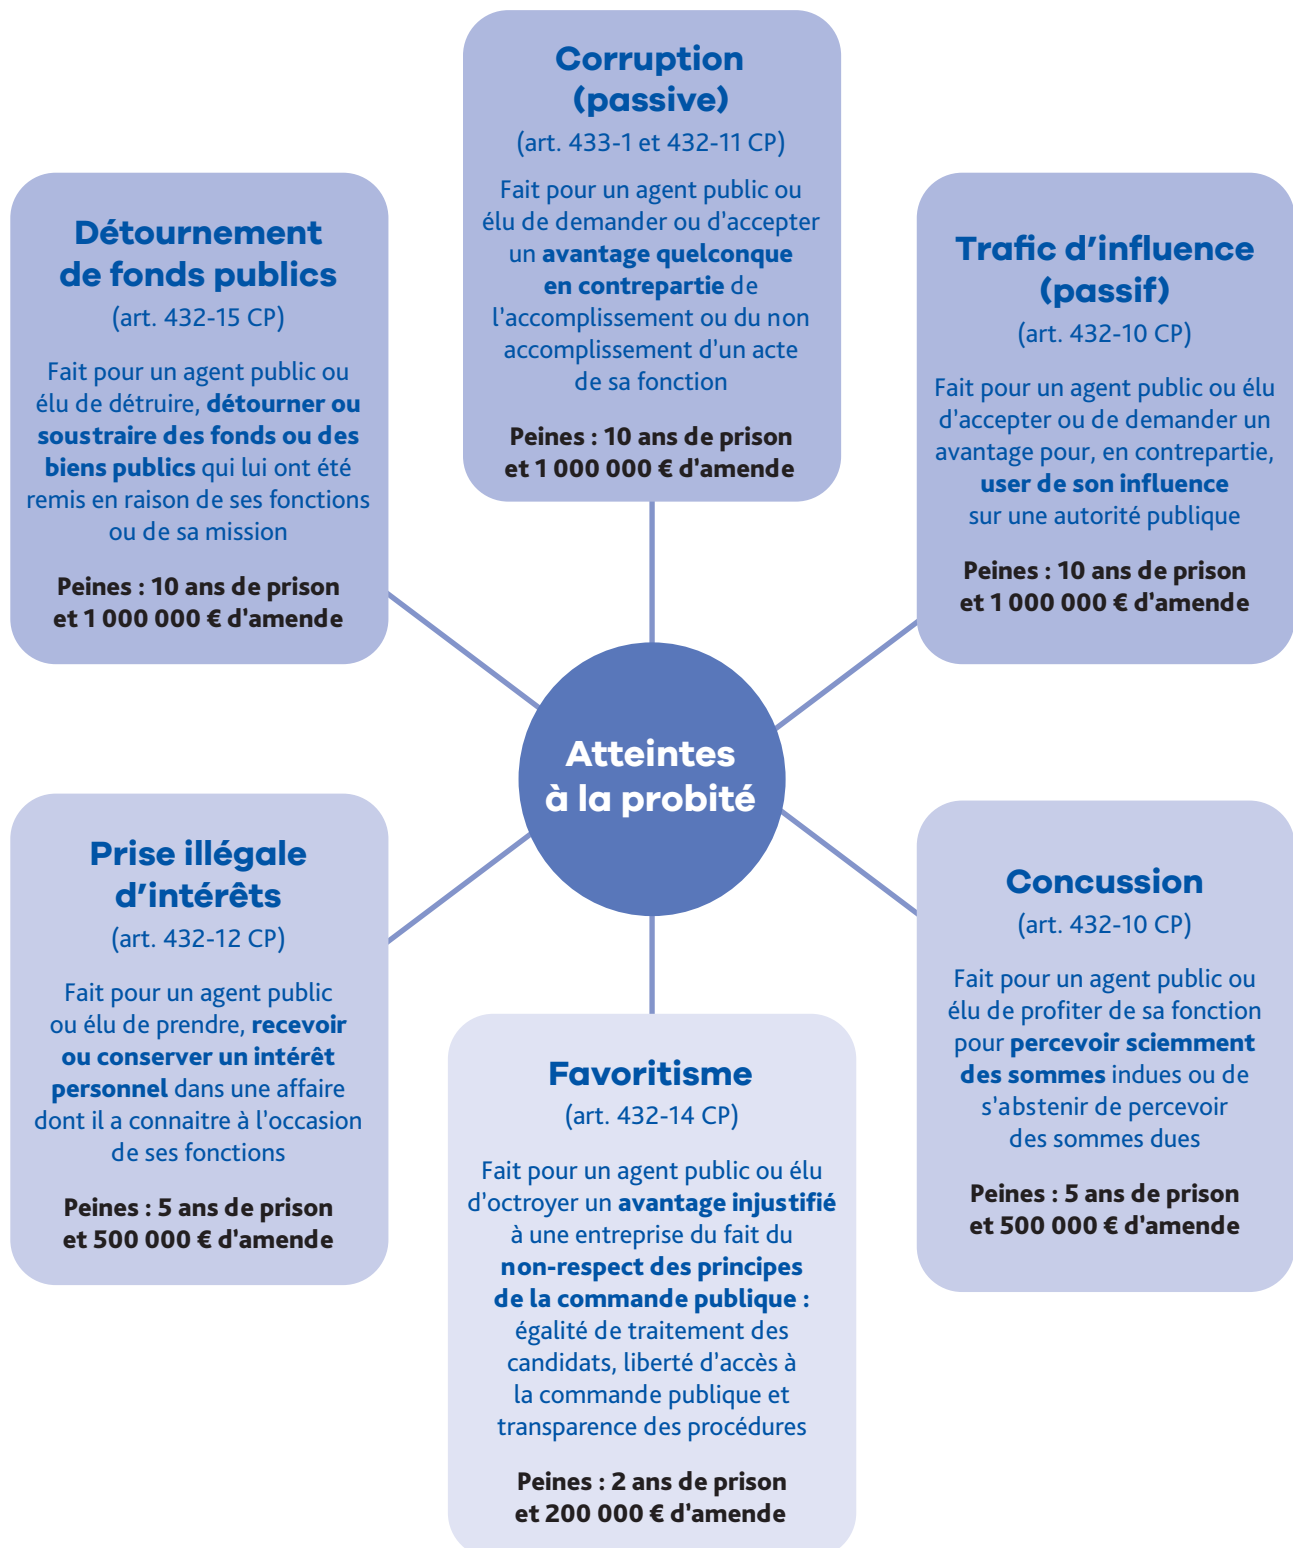 Corruption
(passive)
(art. 433-1 et 432-11 CP)
Fait pour un agent public ou
élu de demander ou d'accepter
un avantage quelconque
en contrepartie de
l'accomplissement ou du non
accomplissement d'un acte
de sa fonction
Peines : 10 ans de prison
et 1 000 000 € d'amende
Détournement
de fonds publics
(art. 432-15 CP)
Fait pour un agent public ou
élu de détruire, détourner ou
soustraire des fonds ou des
biens publics qui lui ont été
remis en raison de ses fonctions
ou de sa mission
Peines : 10 ans de prison
et 1 000 000 € d'amende
Trafic d'influence
(passif)
(art. 432-10 CP)
Fait pour un agent public ou élu
d'accepter ou de demander un
avantage pour, en contrepartie,
user de son influence
sur une autorité publique
Peines : 10 ans de prison
et 1 000 000 € d'amende
Atteintes
à la probité
Prise illégale
d'intérêts
(art. 432-12 CP)
Fait pour un agent public
ou élu de prendre, recevoir
ou conserver un intérêt
personnel dans une affaire
dont il a connaitre à l'occasion
de ses fonctions
Peines : 5 ans de prison
et 500 000 € d'amende
Concussion
(art. 432-10 CP)
Fait pour un agent public ou
élu de profiter de sa fonction
pour percevoir sciemment
des sommes indues ou de
s'abstenir de percevoir
des sommes dues
Peines : 5 ans de prison
et 500 000 € d'amende
Favoritisme
(art. 432-14 CP)
Fait pour un agent public ou élu
d'octroyer un avantage injustifié
à une entreprise du fait du
non-respect des principes
de la commande publique :
égalité de traitement des
candidats, liberté d'accès à
la commande publique et
transparence des procédures
Peines : 2 ans de prison
et 200 000 € d'amende